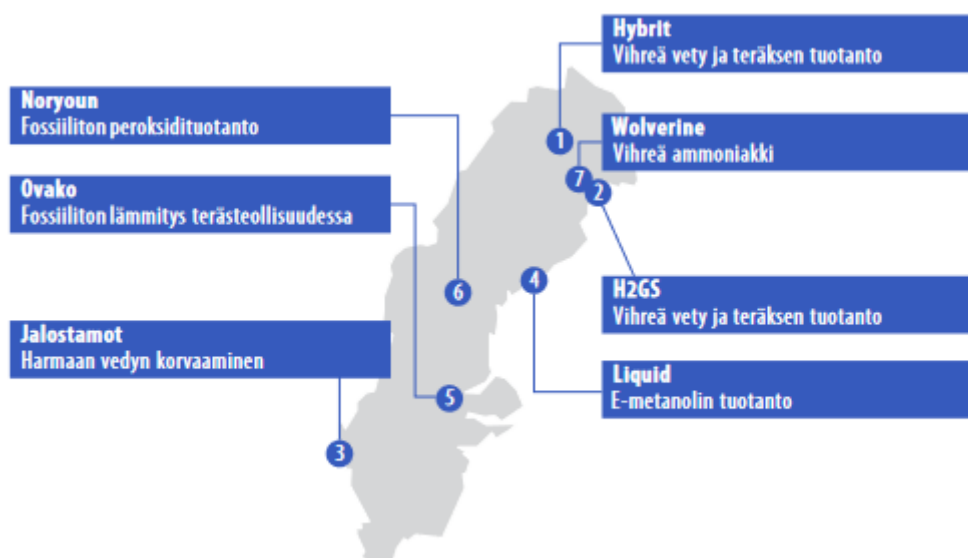 Hybrit
Vihreä vety ja teräksen tuotanto
Noryoun
Fossiiliton peroksidituotanto
Wolverine
Vihreä ammoniakki
1
7
2
Ovako
Fossiiliton lämmitys terästeollisuudessa
6
4
H2GS
Vihreä vety ja teräksen tuotanto
Jalostamot
Harmaan vedyn korvaaminen
Liquid
E-metanolin tuotanto
5
3